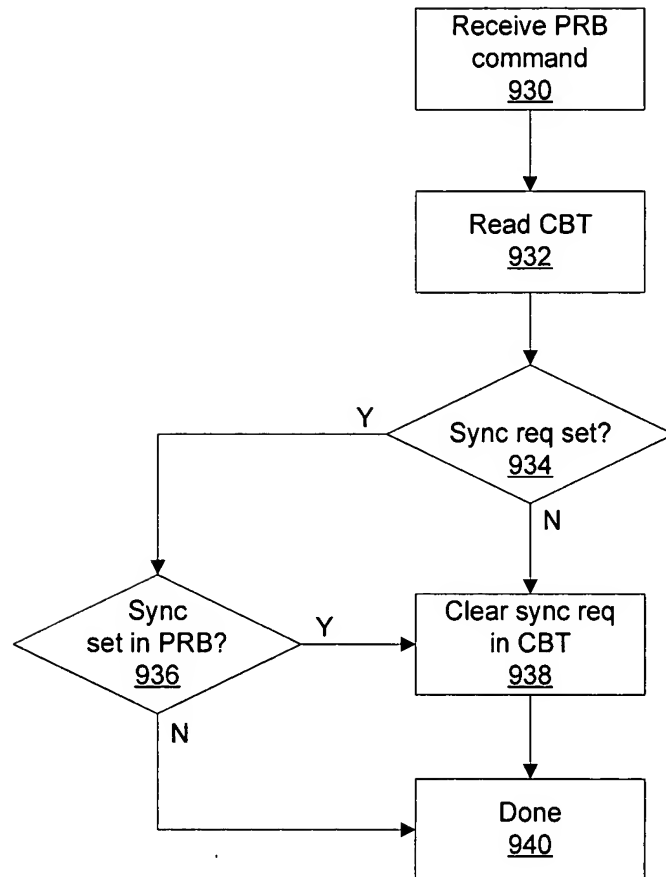 Receive PRB
command
930
Read CBT
932
Y
Sync req set?
934
N
Sync
set in PRB?
936
Y
Clear sync req
in CBT
938
N
Done
940